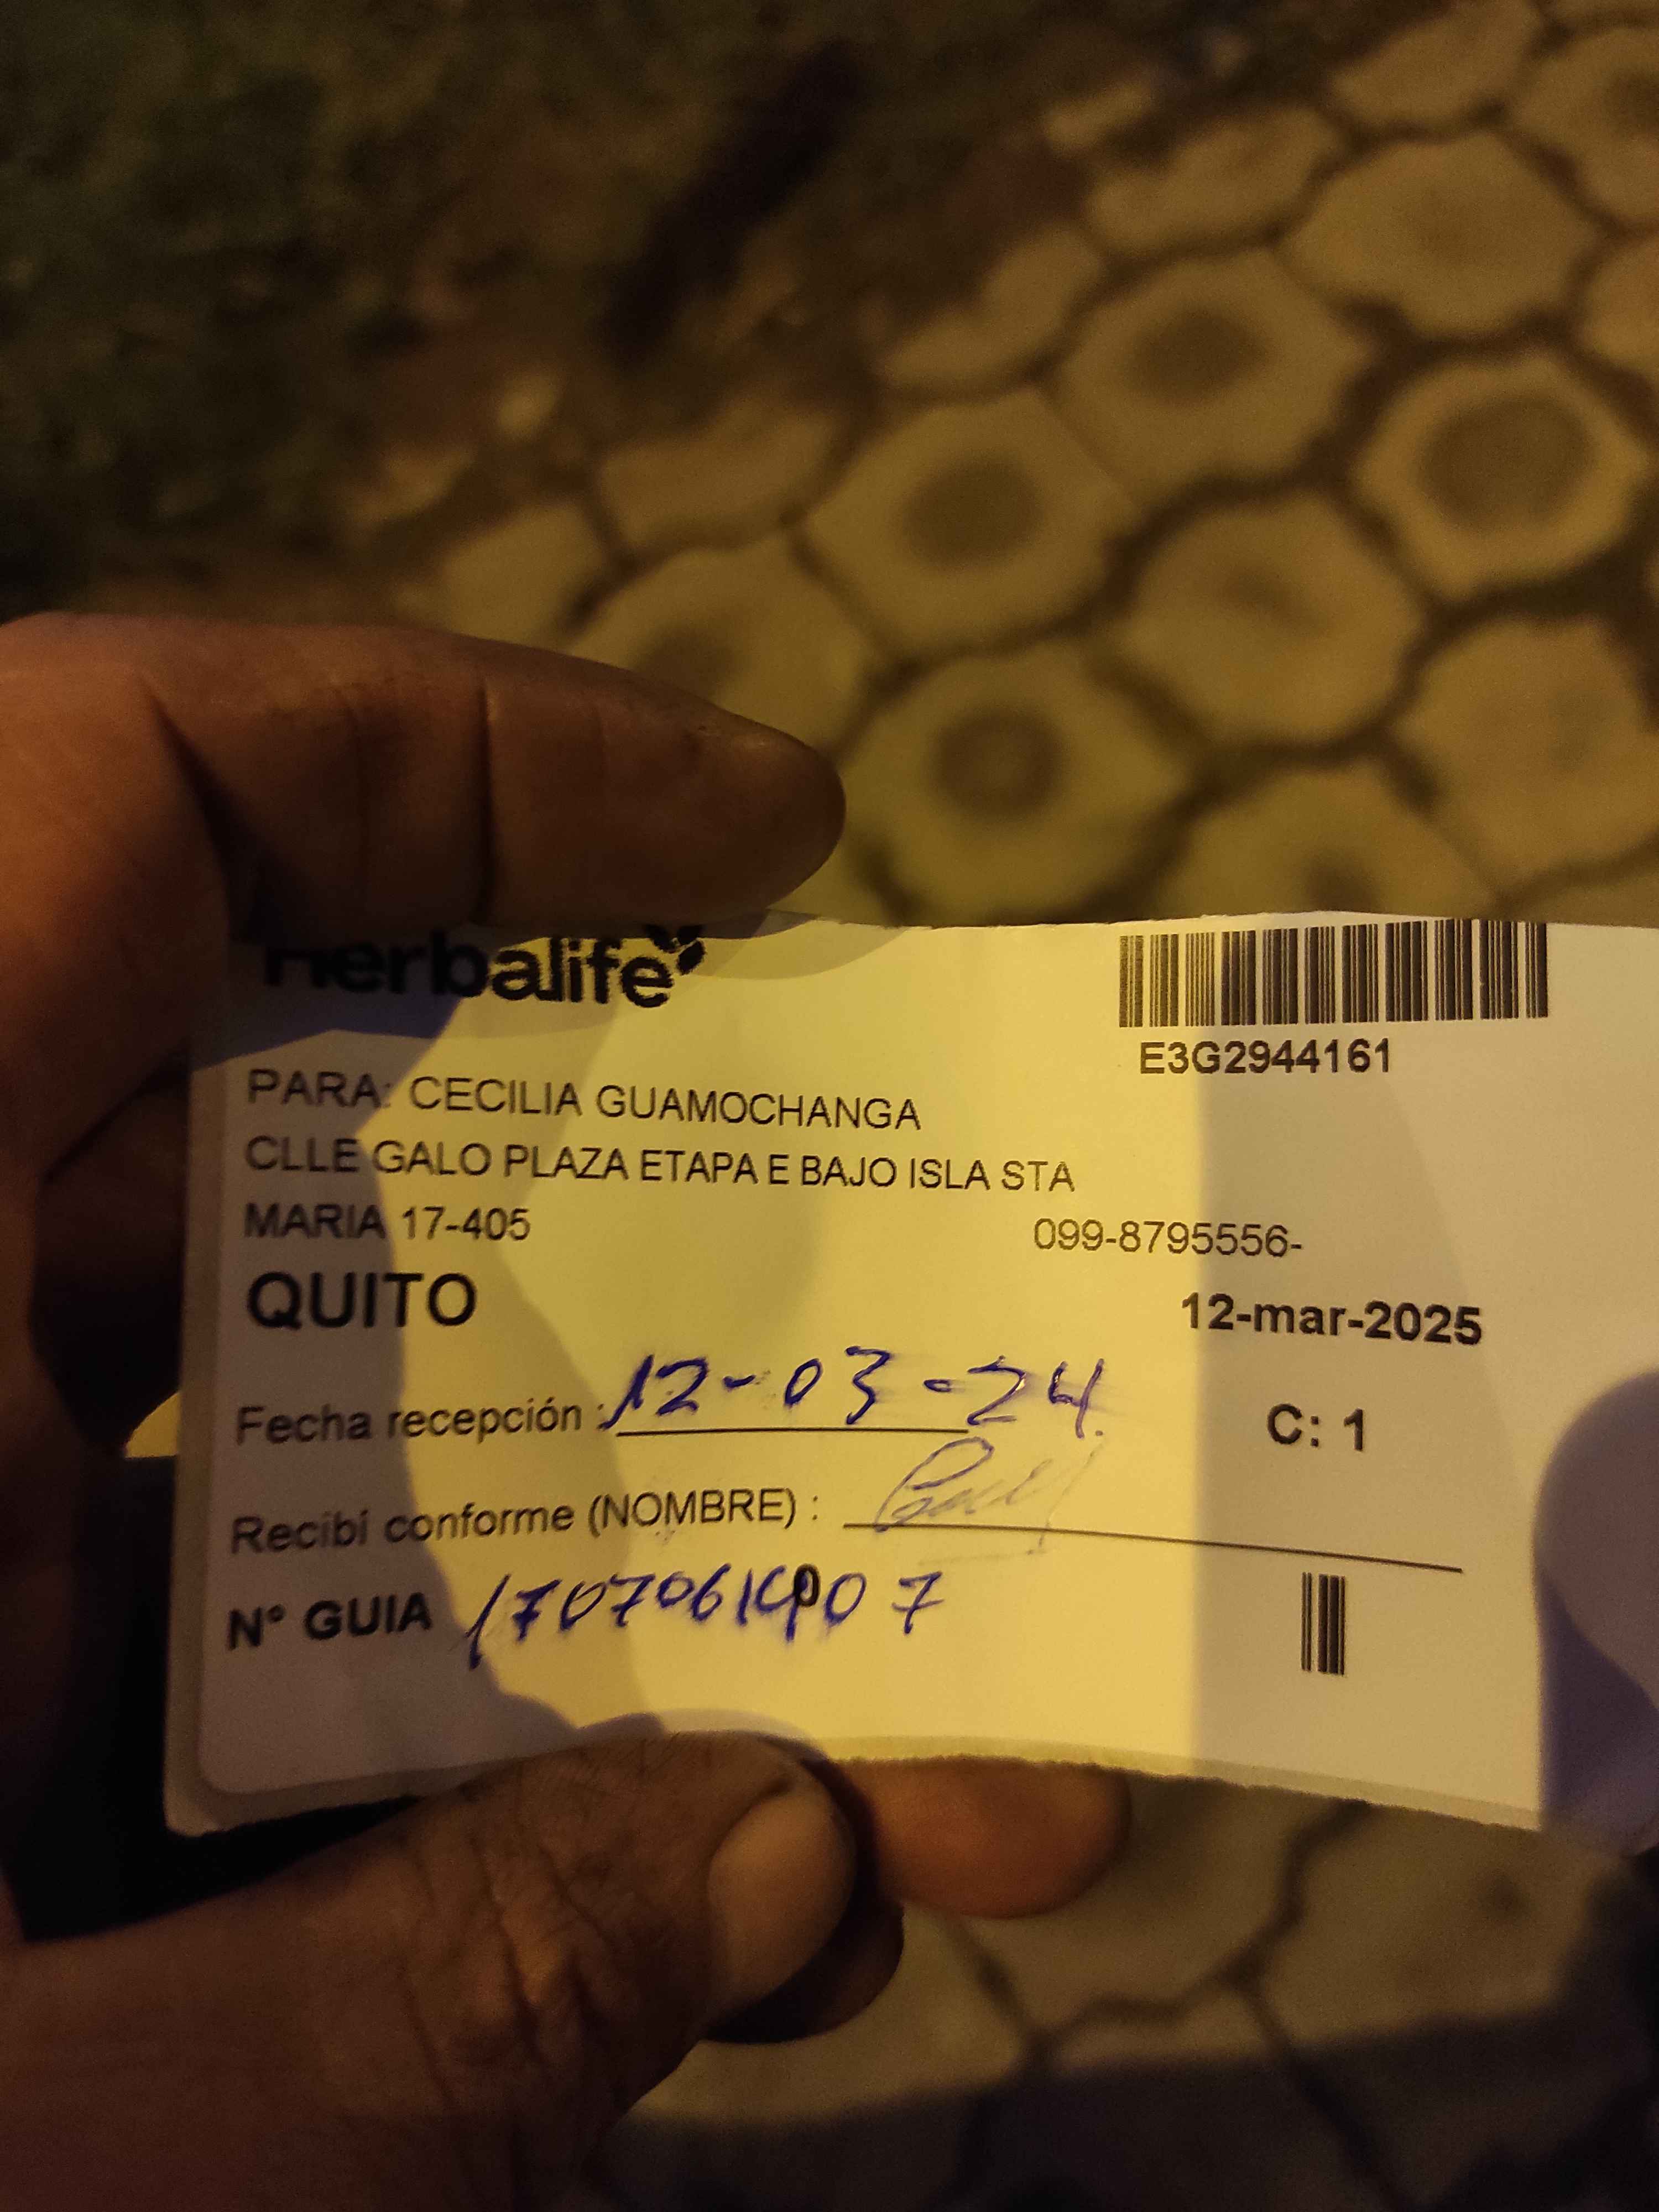 Herbalife
E3G2944161
PARA: CECILIA GUAMOCHANGA
CLLE GALO PLAZA ETAPA E BAJO ISLA STA
MARIA 17-405
099-8795556-
QUITO
12-mar-2025
Fecha recepción : 12-03-24.
C: 1
Recibí conforme (NOMBRE) :
N° GUIA